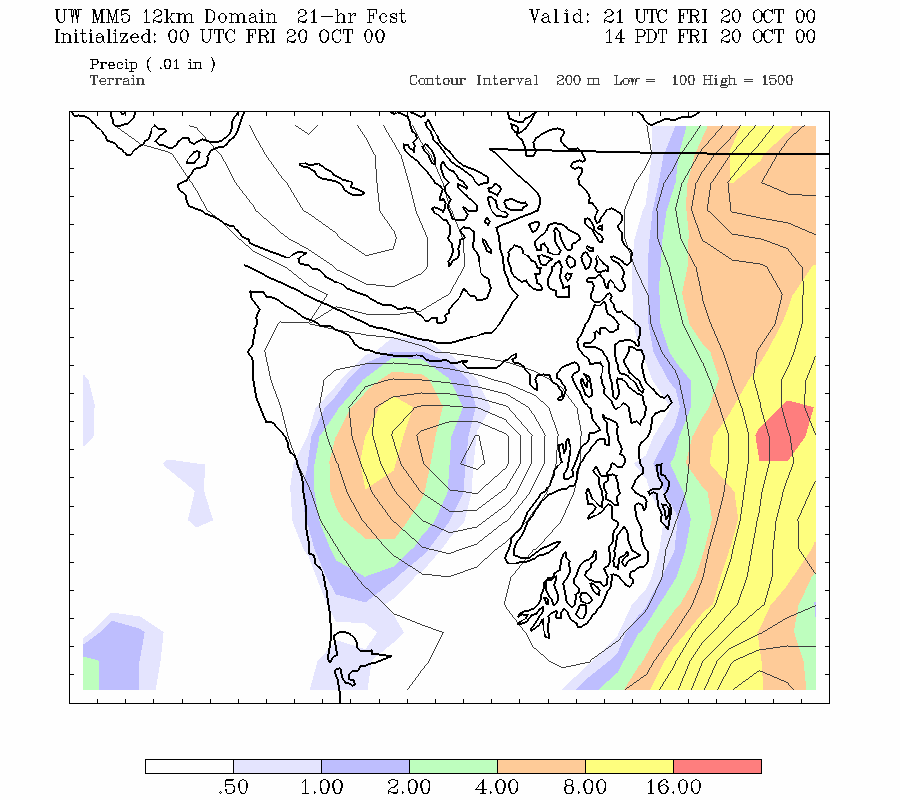 UW MM5 12km Domain 21-hr Fcst Valid: 21 UTC FRI 20 OCT 00
Initialized: 00 UTC FRI 20 OCT 00 14 PDT FRI 20 OCT 00
Precip ( .01 in )
Terrain Contour Interval 200 m Low = 100 High = 1500
.50 1.00 2.00 4.00 8.00 16.00